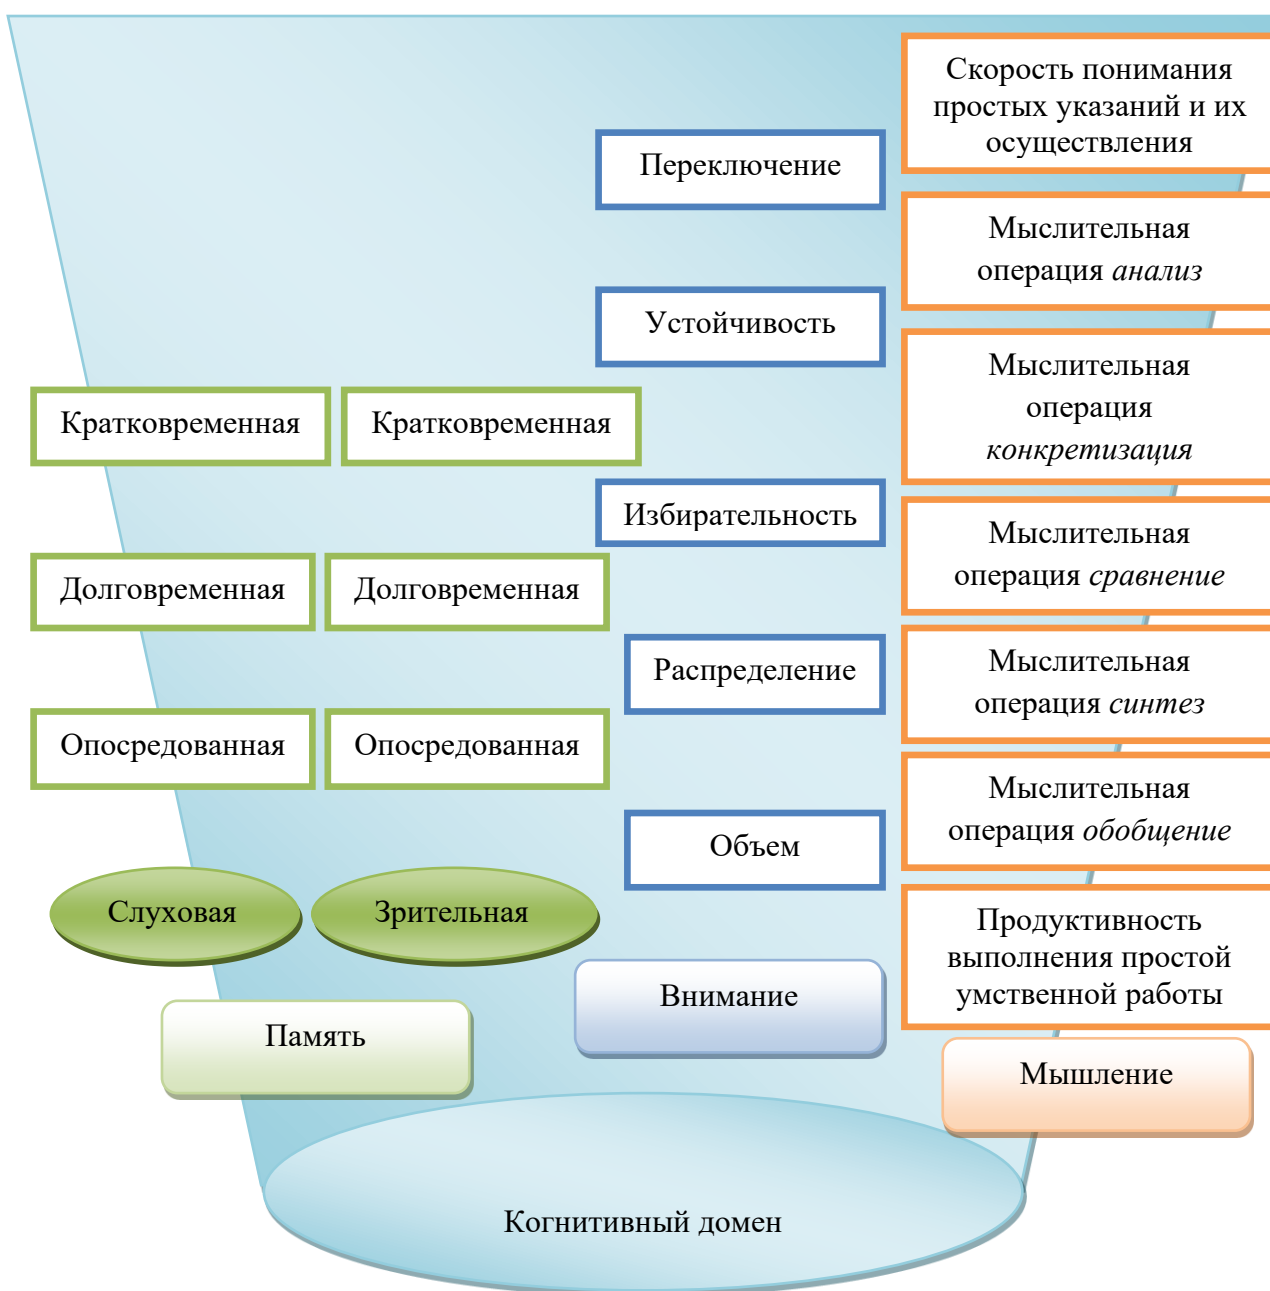 Скорость понимания
простых указаний и их
осуществления
Переключение
Мыслительная
операция анализ
Устойчивость
Мыслительная
операция
конкретизация
Кратковременная
Кратковременная
Избирательность
Мыслительная
операция сравнение
Долговременная
Долговременная
Распределение
Мыслительная
операция синтез
Опосредованная
Опосредованная
Мыслительная
операция обобщение
Объем
Слуховая
Зрительная
Продуктивность
выполнения простой
умственной работы
Внимание
Память
Мышление
Когнитивный домен